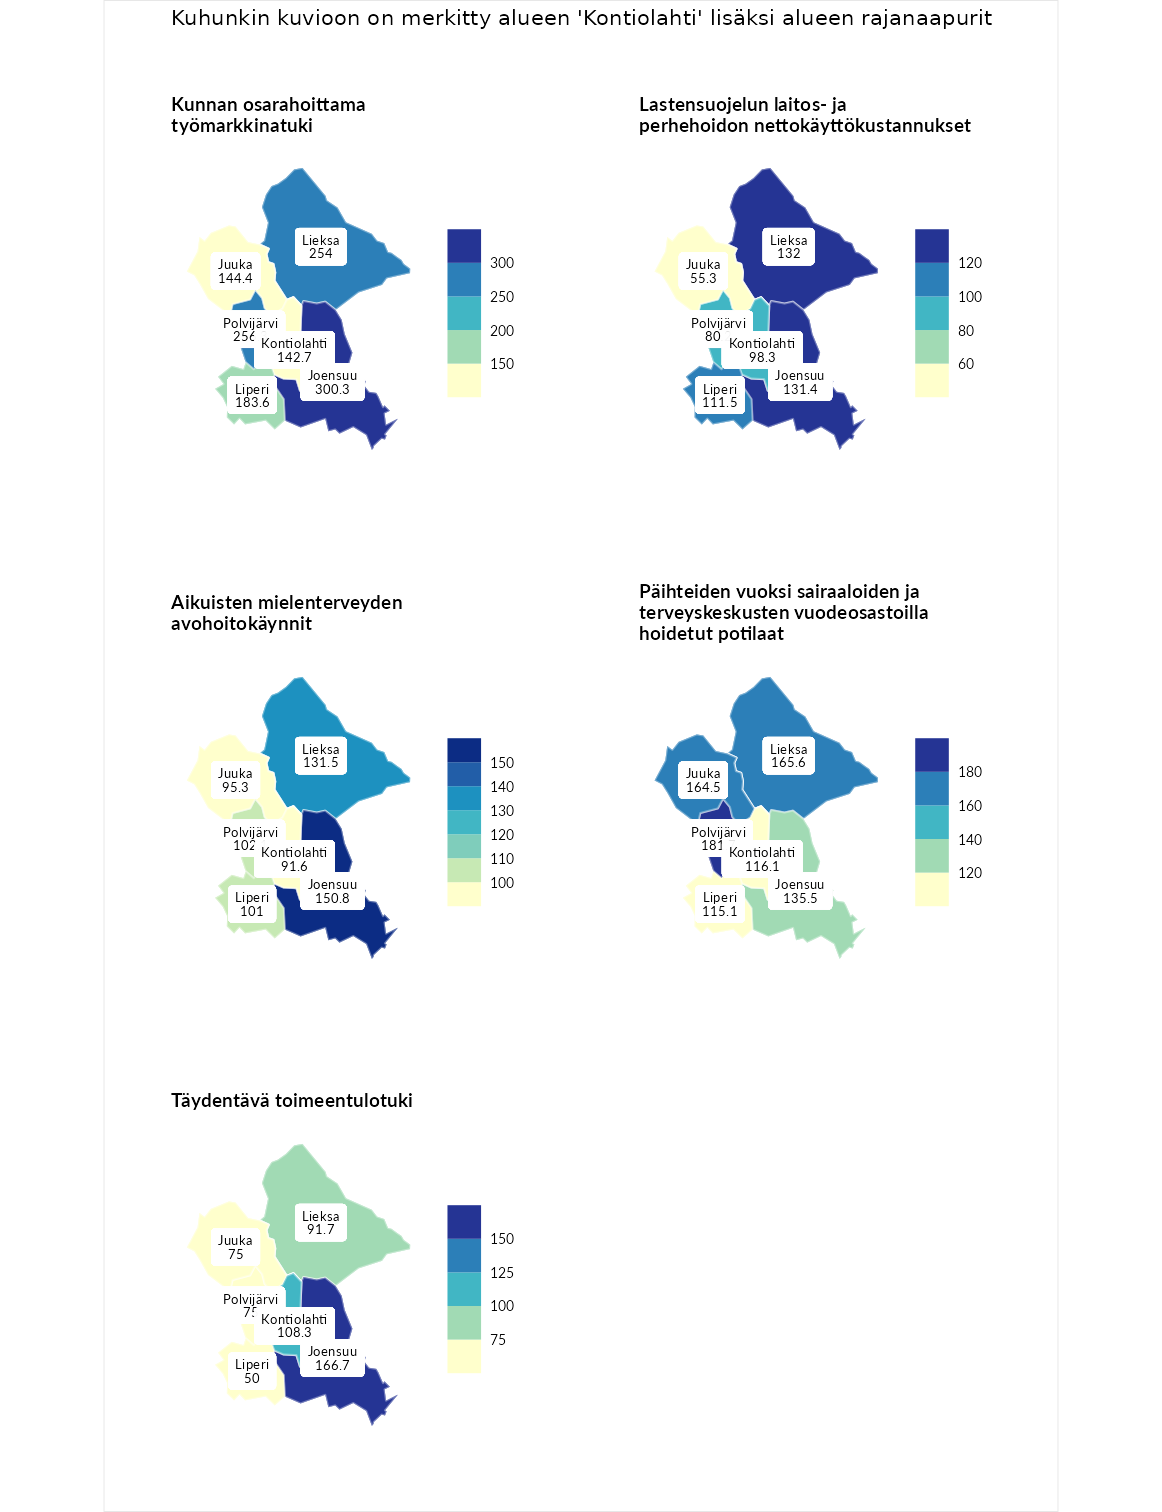 Kuhunkin kuvioon on merkitty alueen 'Kontiolahti' lisäksi alueen rajanaapurit
Kunnan osarahoittama
työmarkkinatuki
Lieksa
254
Juuka
144.4
Polvijärvi
Kontiolahti
142.7
Joensuu
300.3
Liperi
183.6
300
250
200
150
Lastensuojelun laitos- ja
perhehoidon nettokäyttökustannukset
Lieksa
132
Juuka
55.3
Polvijärvi
80
Kontiolahti
98.3
Joensuu
131.4
Liperi
111.5
120
100
80
60
Aikuisten mielenterveyden
avohoitokäynnit
Lieksa
131.5
Juuka
95.3
Polvijärvi
102
Kontiolahti
91.6
Joensuu
150.8
Liperi
101
150
140
130
120
110
100
Päihteiden vuoksi sairaaloiden ja
terveyskeskusten vuodeosastoilla
hoidetut potilaat
Lieksa
165.6
Juuka
164.5
Polvijärvi
181
Kontiolahti
116.1
Joensuu
135.5
Liperi
115.1
180
160
140
120
Täydentävä toimeentulotuki
Lieksa
91.7
Juuka
75
Polvijärvi
Kontiolahti
108.3
Joensuu
166.7
Liperi
50
150
125
100
75